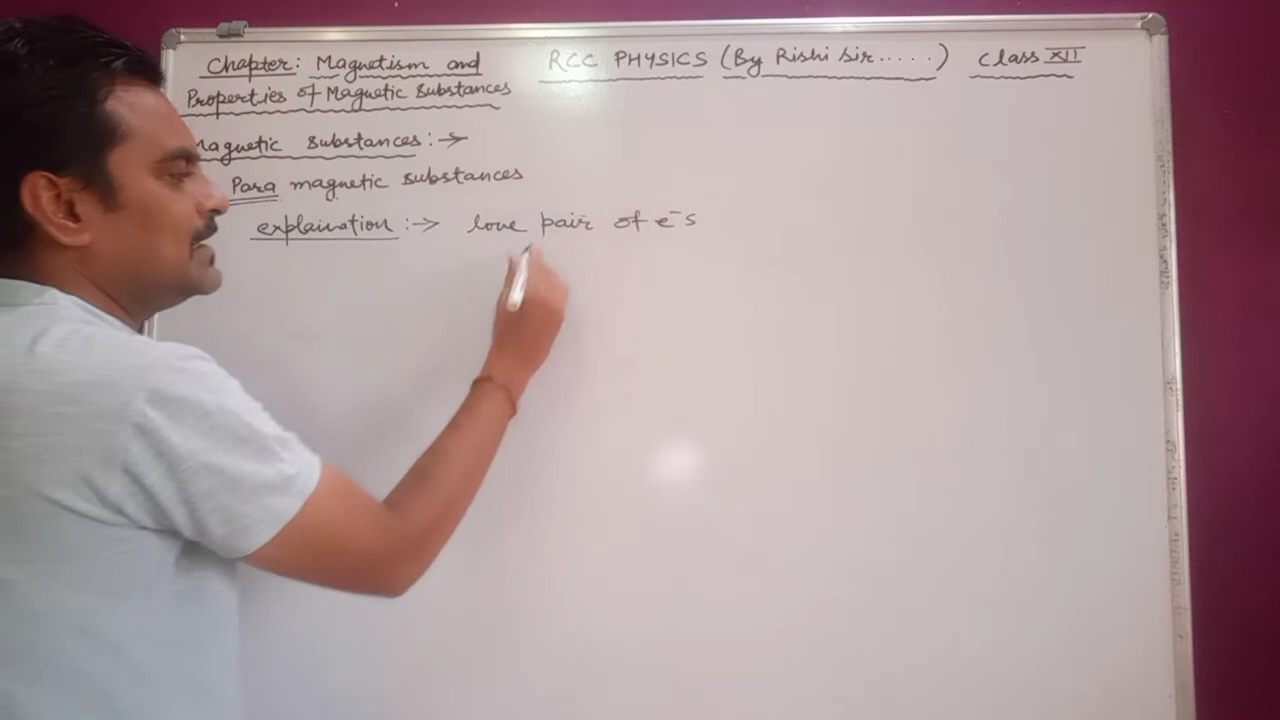 Chapter: Magnetism and
Properties of Magnetic Substances
RCC PHYSICS (By Rishi Sir.....) Class XII
Magnetic Substances :→
Para magnetic substances
explaination :→ lone pair of e⁻s